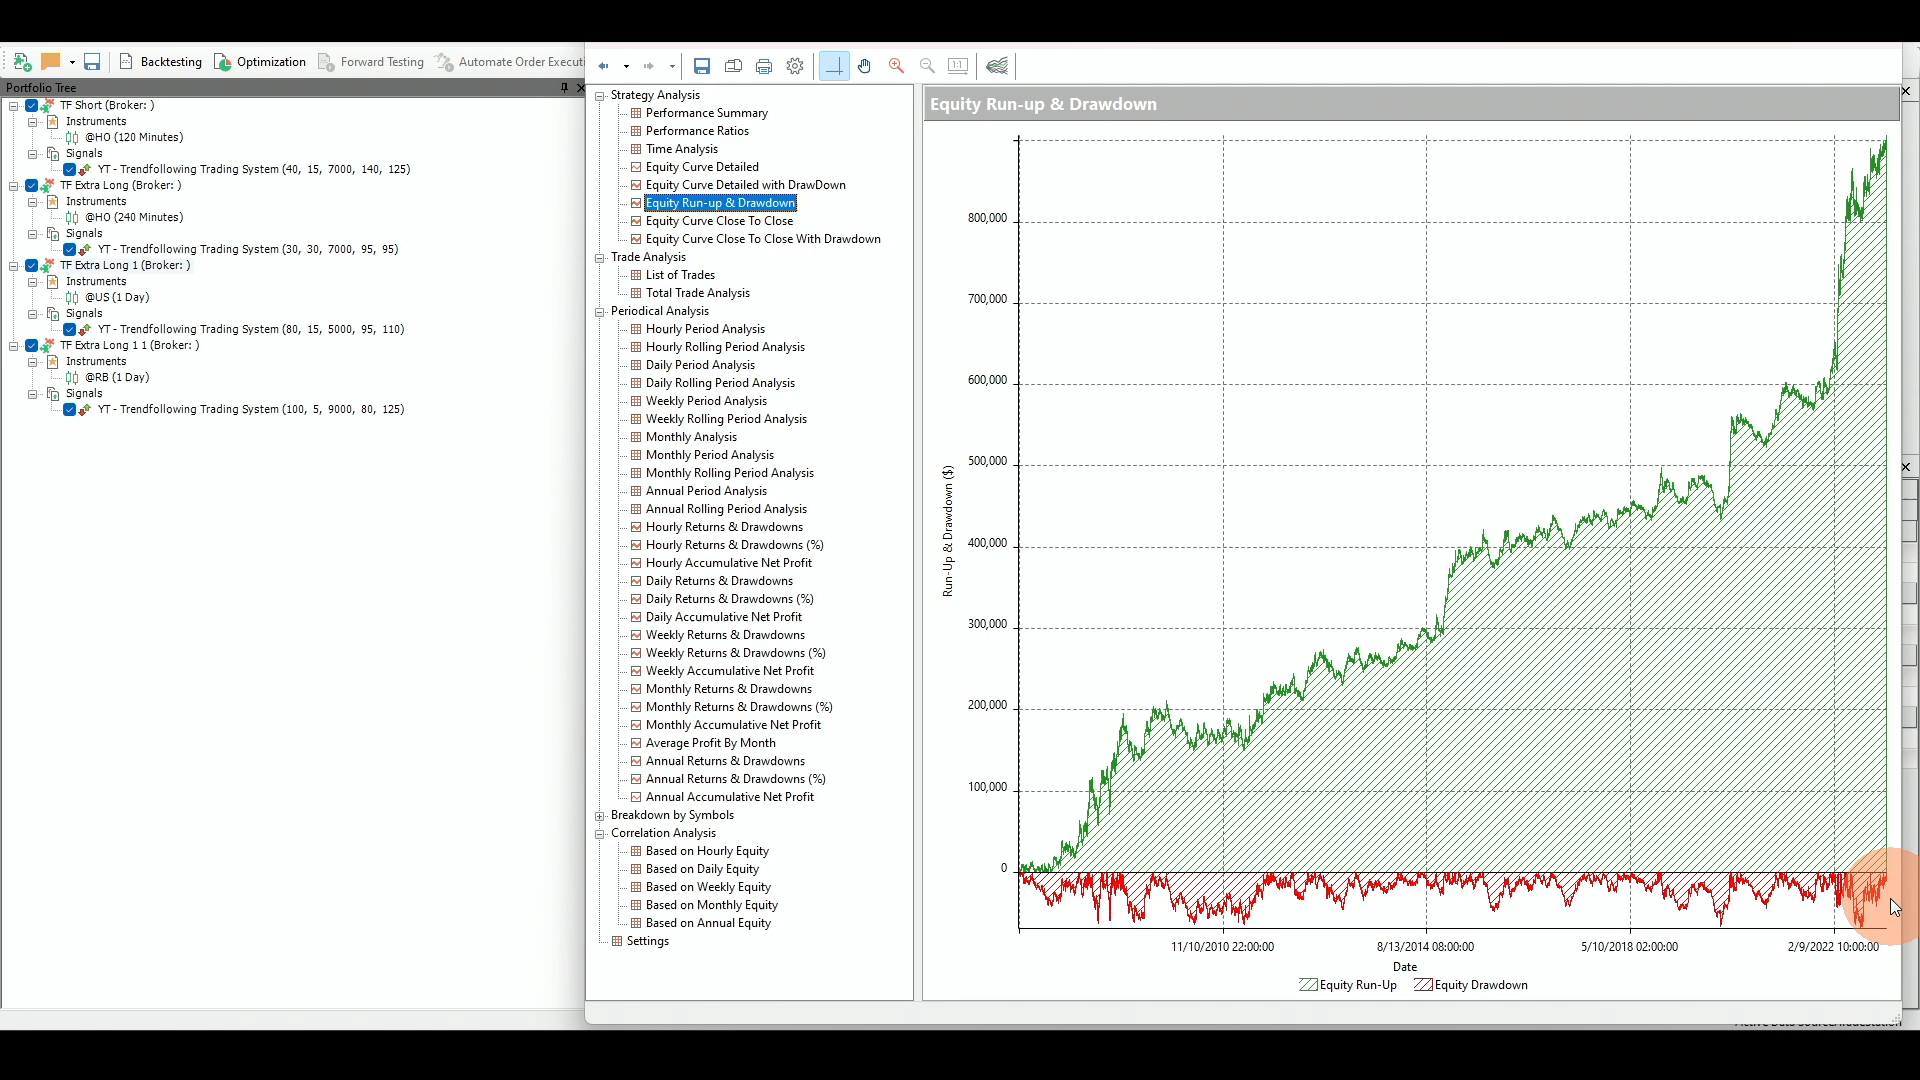 Backtesting
Optimization
Forward Testing
Automate Order Executi
Portfolio Tree
TF Short (Broker: )
Instruments
@HO (120 Minutes)
Signals
YT - Trendfollowing Trading System (40, 15, 7000, 140, 125)
TF Extra Long (Broker: )
Instruments
@HO (240 Minutes)
Signals
YT - Trendfollowing Trading System (30, 30, 7000, 95, 95)
TF Extra Long 1 (Broker: )
Instruments
@US (1 Day)
Signals
YT - Trendfollowing Trading System (80, 15, 5000, 95, 110)
TF Extra Long 1 1 (Broker: )
Instruments
@RB (1 Day)
Signals
YT - Trendfollowing Trading System (100, 5, 9000, 80, 125)
1:1
Strategy Analysis
Performance Summary
Performance Ratios
Time Analysis
Equity Curve Detailed
Equity Curve Detailed with DrawDown
Equity Run-up & Drawdown
Equity Curve Close To Close
Equity Curve Close To Close With Drawdown
Trade Analysis
List of Trades
Total Trade Analysis
Periodical Analysis
Hourly Period Analysis
Hourly Rolling Period Analysis
Daily Period Analysis
Daily Rolling Period Analysis
Weekly Period Analysis
Weekly Rolling Period Analysis
Monthly Analysis
Monthly Period Analysis
Monthly Rolling Period Analysis
Annual Period Analysis
Annual Rolling Period Analysis
Hourly Returns & Drawdowns
Hourly Returns & Drawdowns (%)
Hourly Accumulative Net Profit
Daily Returns & Drawdowns
Daily Returns & Drawdowns (%)
Daily Accumulative Net Profit
Weekly Returns & Drawdowns
Weekly Returns & Drawdowns (%)
Weekly Accumulative Net Profit
Monthly Returns & Drawdowns
Monthly Returns & Drawdowns (%)
Monthly Accumulative Net Profit
Average Profit By Month
Annual Returns & Drawdowns
Annual Returns & Drawdowns (%)
Annual Accumulative Net Profit
Breakdown by Symbols
Correlation Analysis
Based on Hourly Equity
Based on Daily Equity
Based on Weekly Equity
Based on Monthly Equity
Based on Annual Equity
Settings
Equity Run-up & Drawdown
Run-Up & Drawdown ($)
800,000
700,000
600,000
500,000
400,000
300,000
200,000
100,000
0
11/10/2010 22:00:00
8/13/2014 08:00:00
5/10/2018 02:00:00
2/9/2022 10:00:00
Date
Equity Run-Up
Equity Drawdown